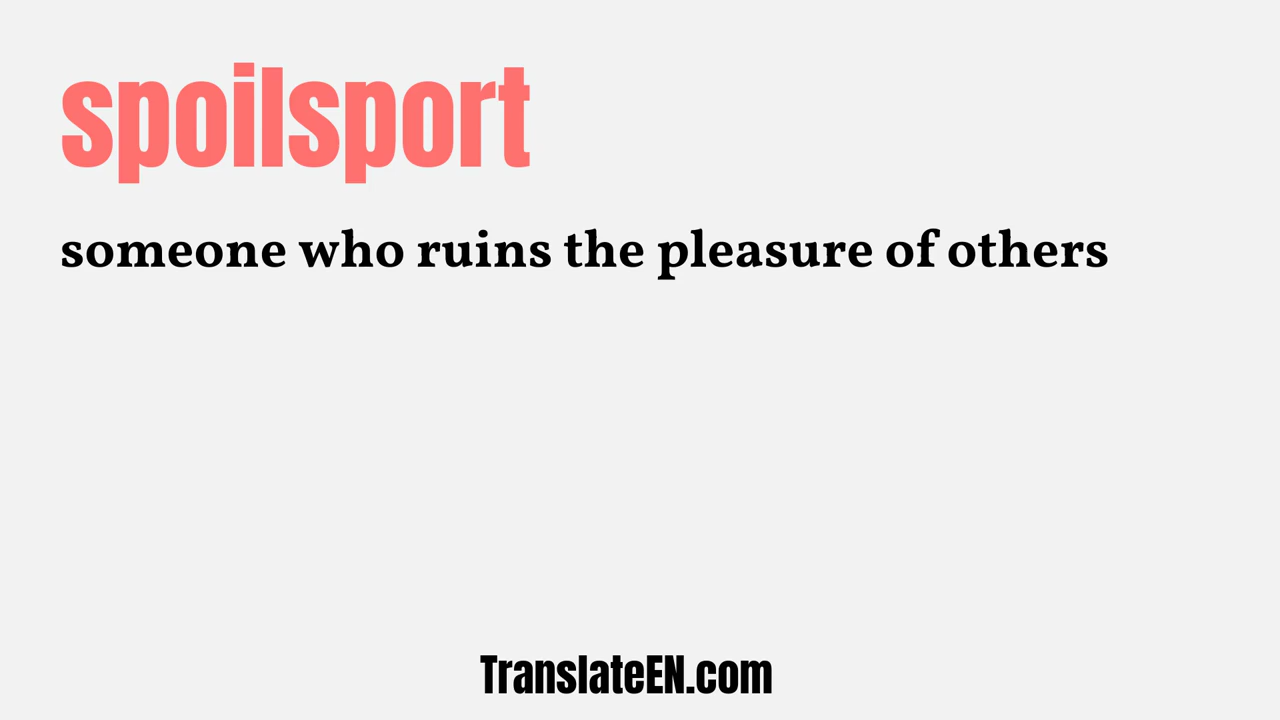 spoilsport
someone who ruins the pleasure of others
TranslateEN.com